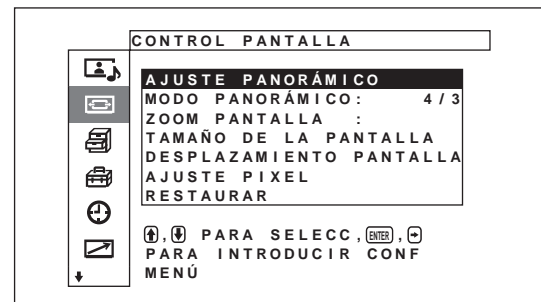 CONTROL PANTALLA
AJUSTE PANORÁMICO
MODO PANORÁMICO: 4/3
ZOOM PANTALLA :
TAMAÑO DE LA PANTALLA
DESPLAZAMIENTO PANTALLA
AJUSTE PIXEL
RESTAURAR
, PARA SELECC, ENTER,
PARA INTRODUCIR CONF
MENÚ